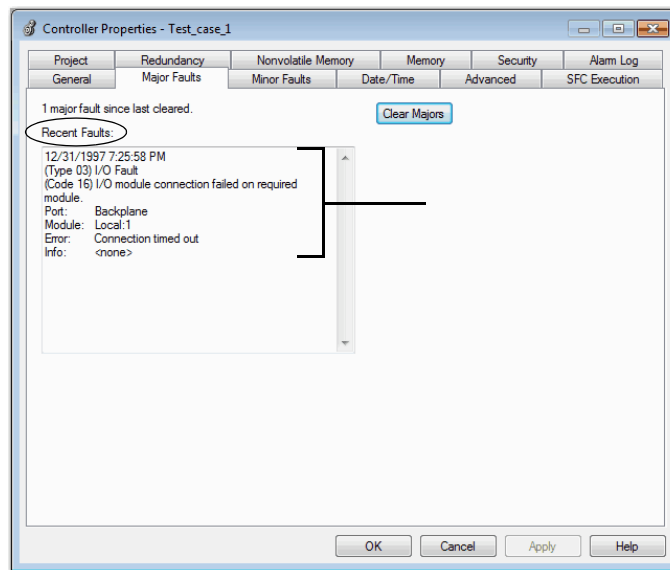 Controller Properties - Test_case_1
Project Redundancy Nonvolatile Memory Memory Security Alarm Log
General Major Faults Minor Faults Date/Time Advanced SFC Execution
1 major fault since last cleared.
Clear Majors
Recent Faults:
12/31/1997 7:25:58 PM
(Type 03) I/O Fault
(Code 16) I/O module connection failed on required
module.
Port: Backplane
Module: Local:1
Error: Connection timed out
Info: <none>
OK Cancel Apply Help